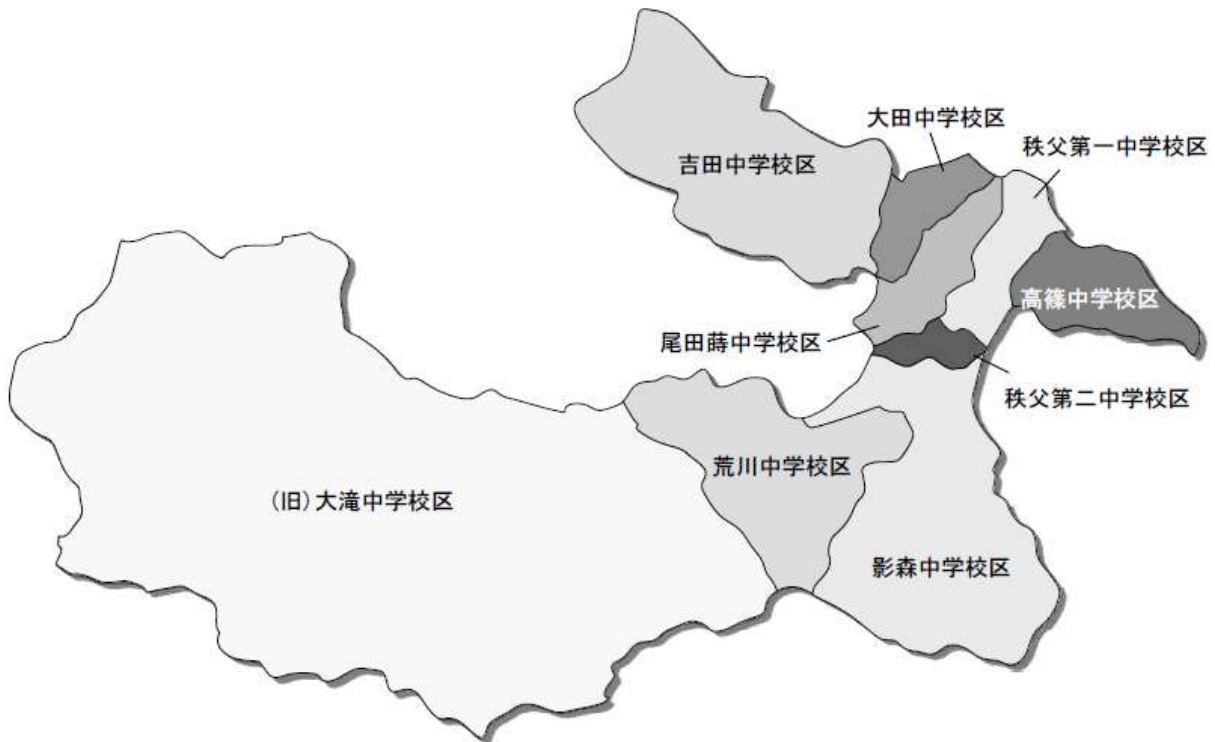 大田中学校区
秩父第一中学校区
吉田中学校区
高篠中学校区
尾田蒔中学校区
秩父第二中学校区
荒川中学校区
(旧)大滝中学校区
影森中学校区